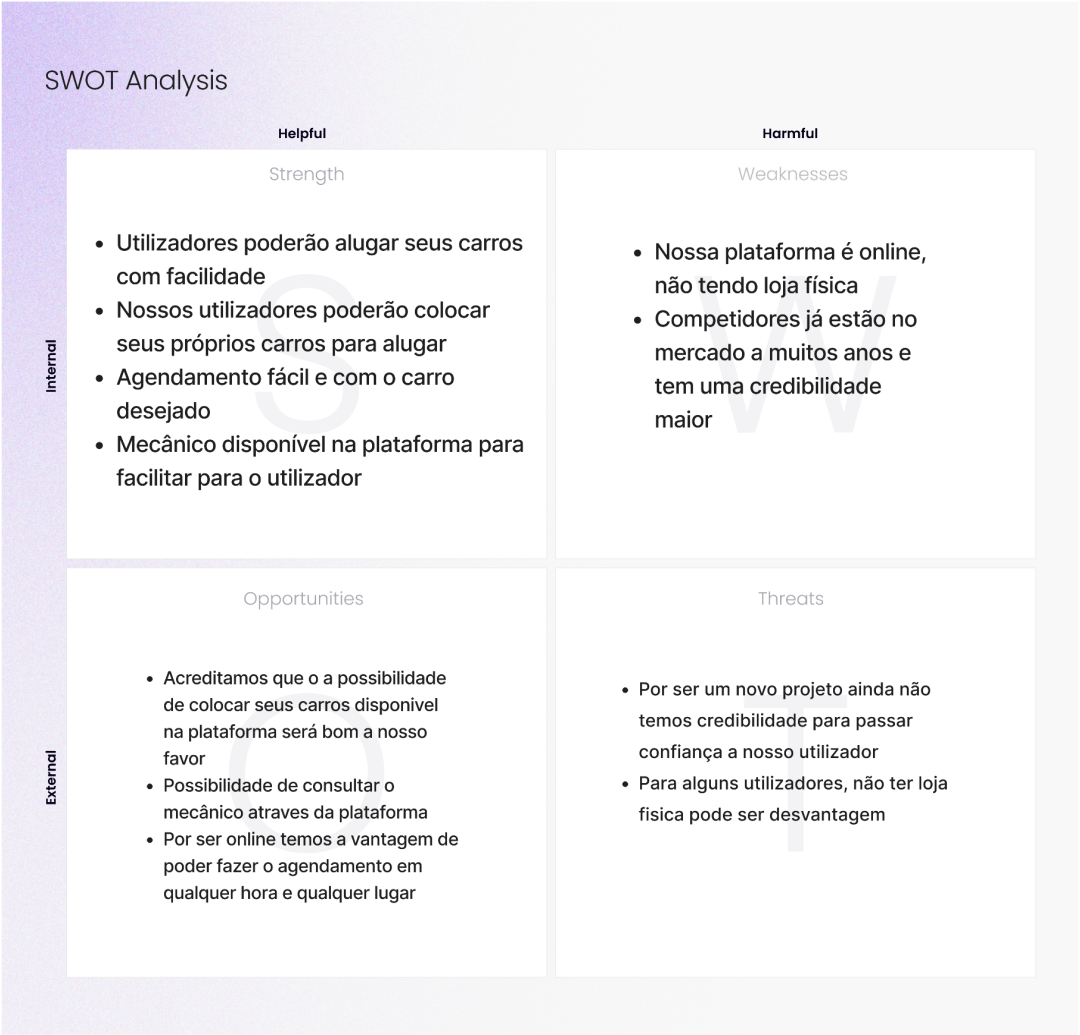 SWOT Analysis
Helpful
Harmful
Internal
Strength
• Utilizadores poderão alugar seus carros
com facilidade
• Nossos utilizadores poderão colocar
seus próprios carros para alugar
• Agendamento fácil e com o carro
desejado
• Mecânico disponível na plataforma para
facilitar para o utilizador
S
Weaknesses
• Nossa plataforma é online,
não tendo loja física
• Competidores já estão no
mercado a muitos anos e
tem uma credibilidade
maior
W
External
Opportunities
• Acreditamos que o a possibilidade
de colocar seus carros disponivel
na plataforma será bom a nosso
favor
• Possibilidade de consultar o
mecânico atraves da plataforma
• Por ser online temos a vantagem de
poder fazer o agendamento em
qualquer hora e qualquer lugar
O
Threats
• Por ser um novo projeto ainda não
temos credibilidade para passar
confiança a nosso utilizador
• Para alguns utilizadores, não ter loja
fisica pode ser desvantagem
T